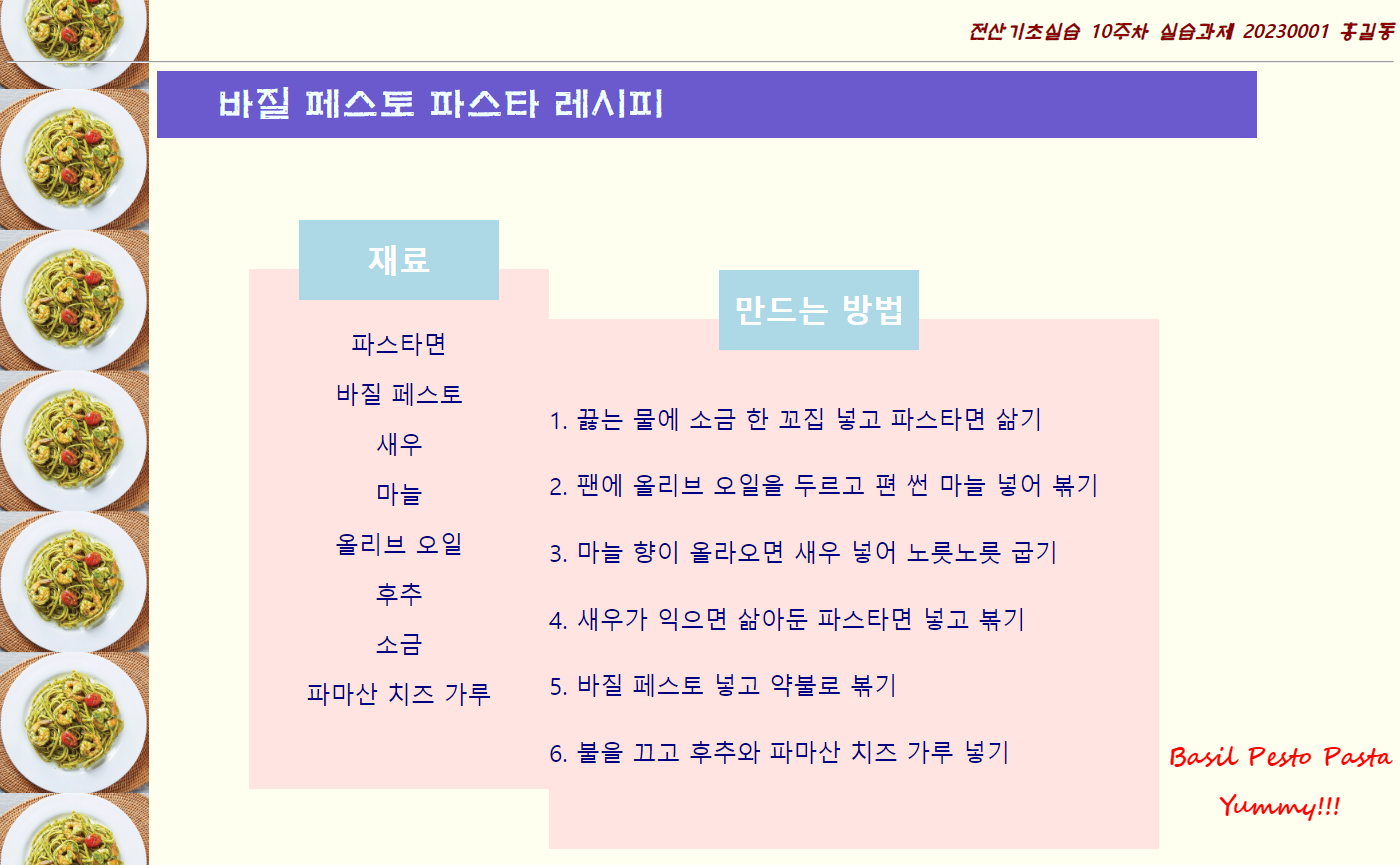 전산기초실습 10주차 실습과제 20230001 홍길동
바질 페스토 파스타 레시피
재료
파스타면
바질 페스토
새우
마늘
올리브 오일
후추
소금
파마산 치즈 가루
만드는 방법
1. 끓는 물에 소금 한 꼬집 넣고 파스타면 삶기
2. 팬에 올리브 오일을 두르고 편 썬 마늘 넣어 볶기
3. 마늘 향이 올라오면 새우 넣어 노릇노릇 굽기
4. 새우가 익으면 삶아둔 파스타면 넣고 볶기
5. 바질 페스토 넣고 약불로 볶기
6. 불을 끄고 후추와 파마산 치즈 가루 넣기
Basil Pesto Pasta
Yummy!!!